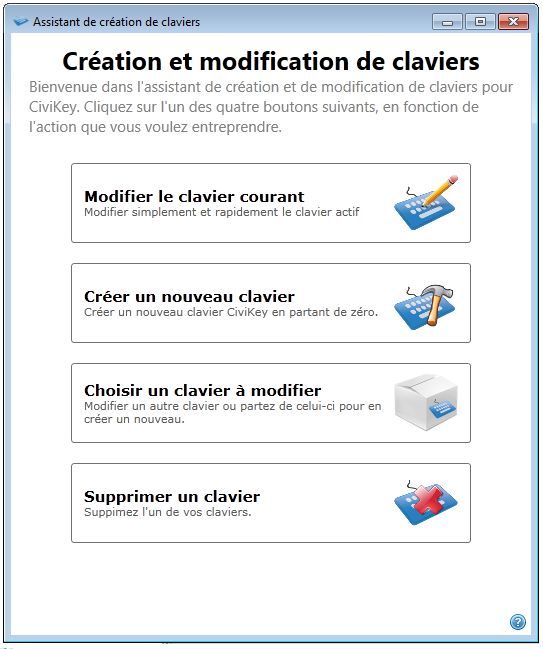 Assistant de création de claviers
Création et modification de claviers
Bienvenue dans l'assistant de création et de modification de claviers pour
CiviKey. Cliquez sur l'un des quatre boutons suivants, en fonction de
l'action que vous voulez entreprendre.
Modifier le clavier courant
Modifier simplement et rapidement le clavier actif
Créer un nouveau clavier
Créer un nouveau clavier CiviKey en partant de zéro.
Choisir un clavier à modifier
Modifier un autre clavier ou partez de celui-ci pour en
créer un nouveau.
Supprimer un clavier
Suppimez l'un de vos claviers.
?